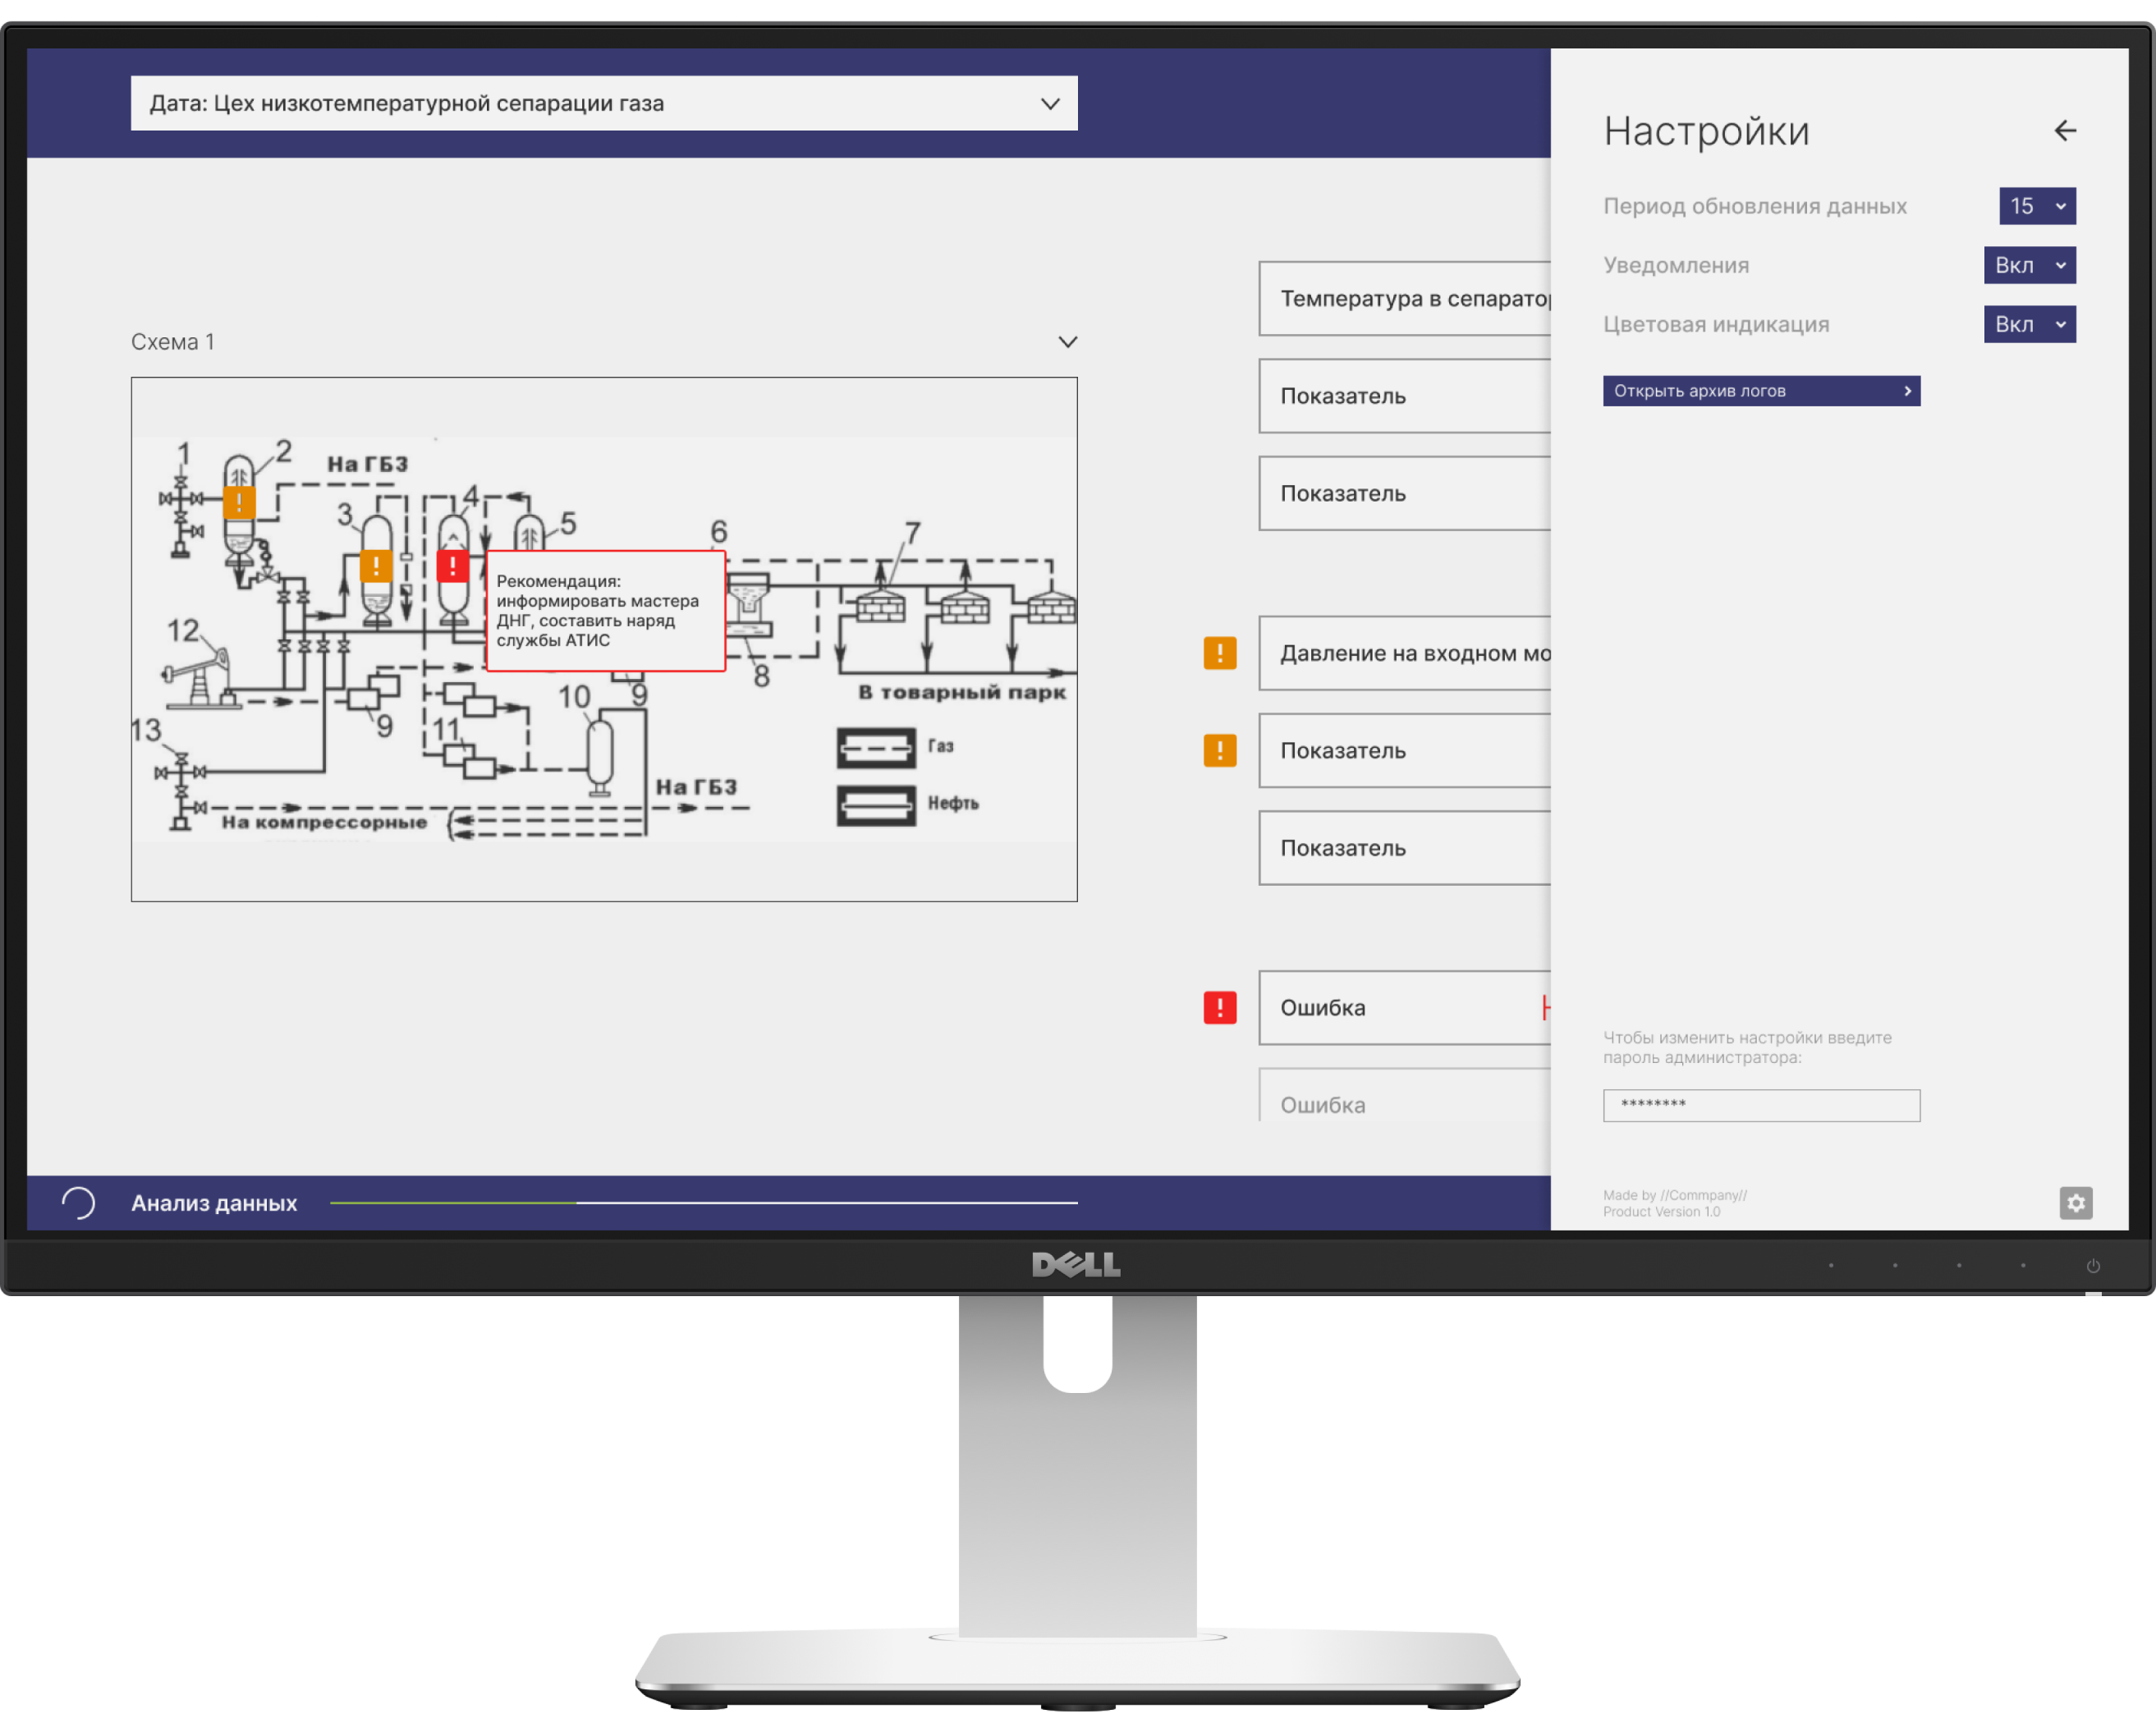 Дата: Цех низкотемпературной сепарации газа
Схема 1
1
2
На ГБЗ
3
4
5
6
7
Рекомендация:
информировать мастера
ДНГ, составить наряд
службы АТИС
12
8
В товарный парк
9
10
9
11
13
Газ
На ГБЗ
Нефть
На компрессорные
Температура в сепарато
Показатель
Показатель
Давление на входном мо
Показатель
Показатель
Ошибка
Ошибка
Анализ данных
Настройки
Период обновления данных 15
Уведомления Вкл
Цветовая индикация Вкл
Открыть архив логов
Чтобы изменить настройки введите
пароль администратора:
********
Made by //Commpany//
Product Version 1.0
DELL